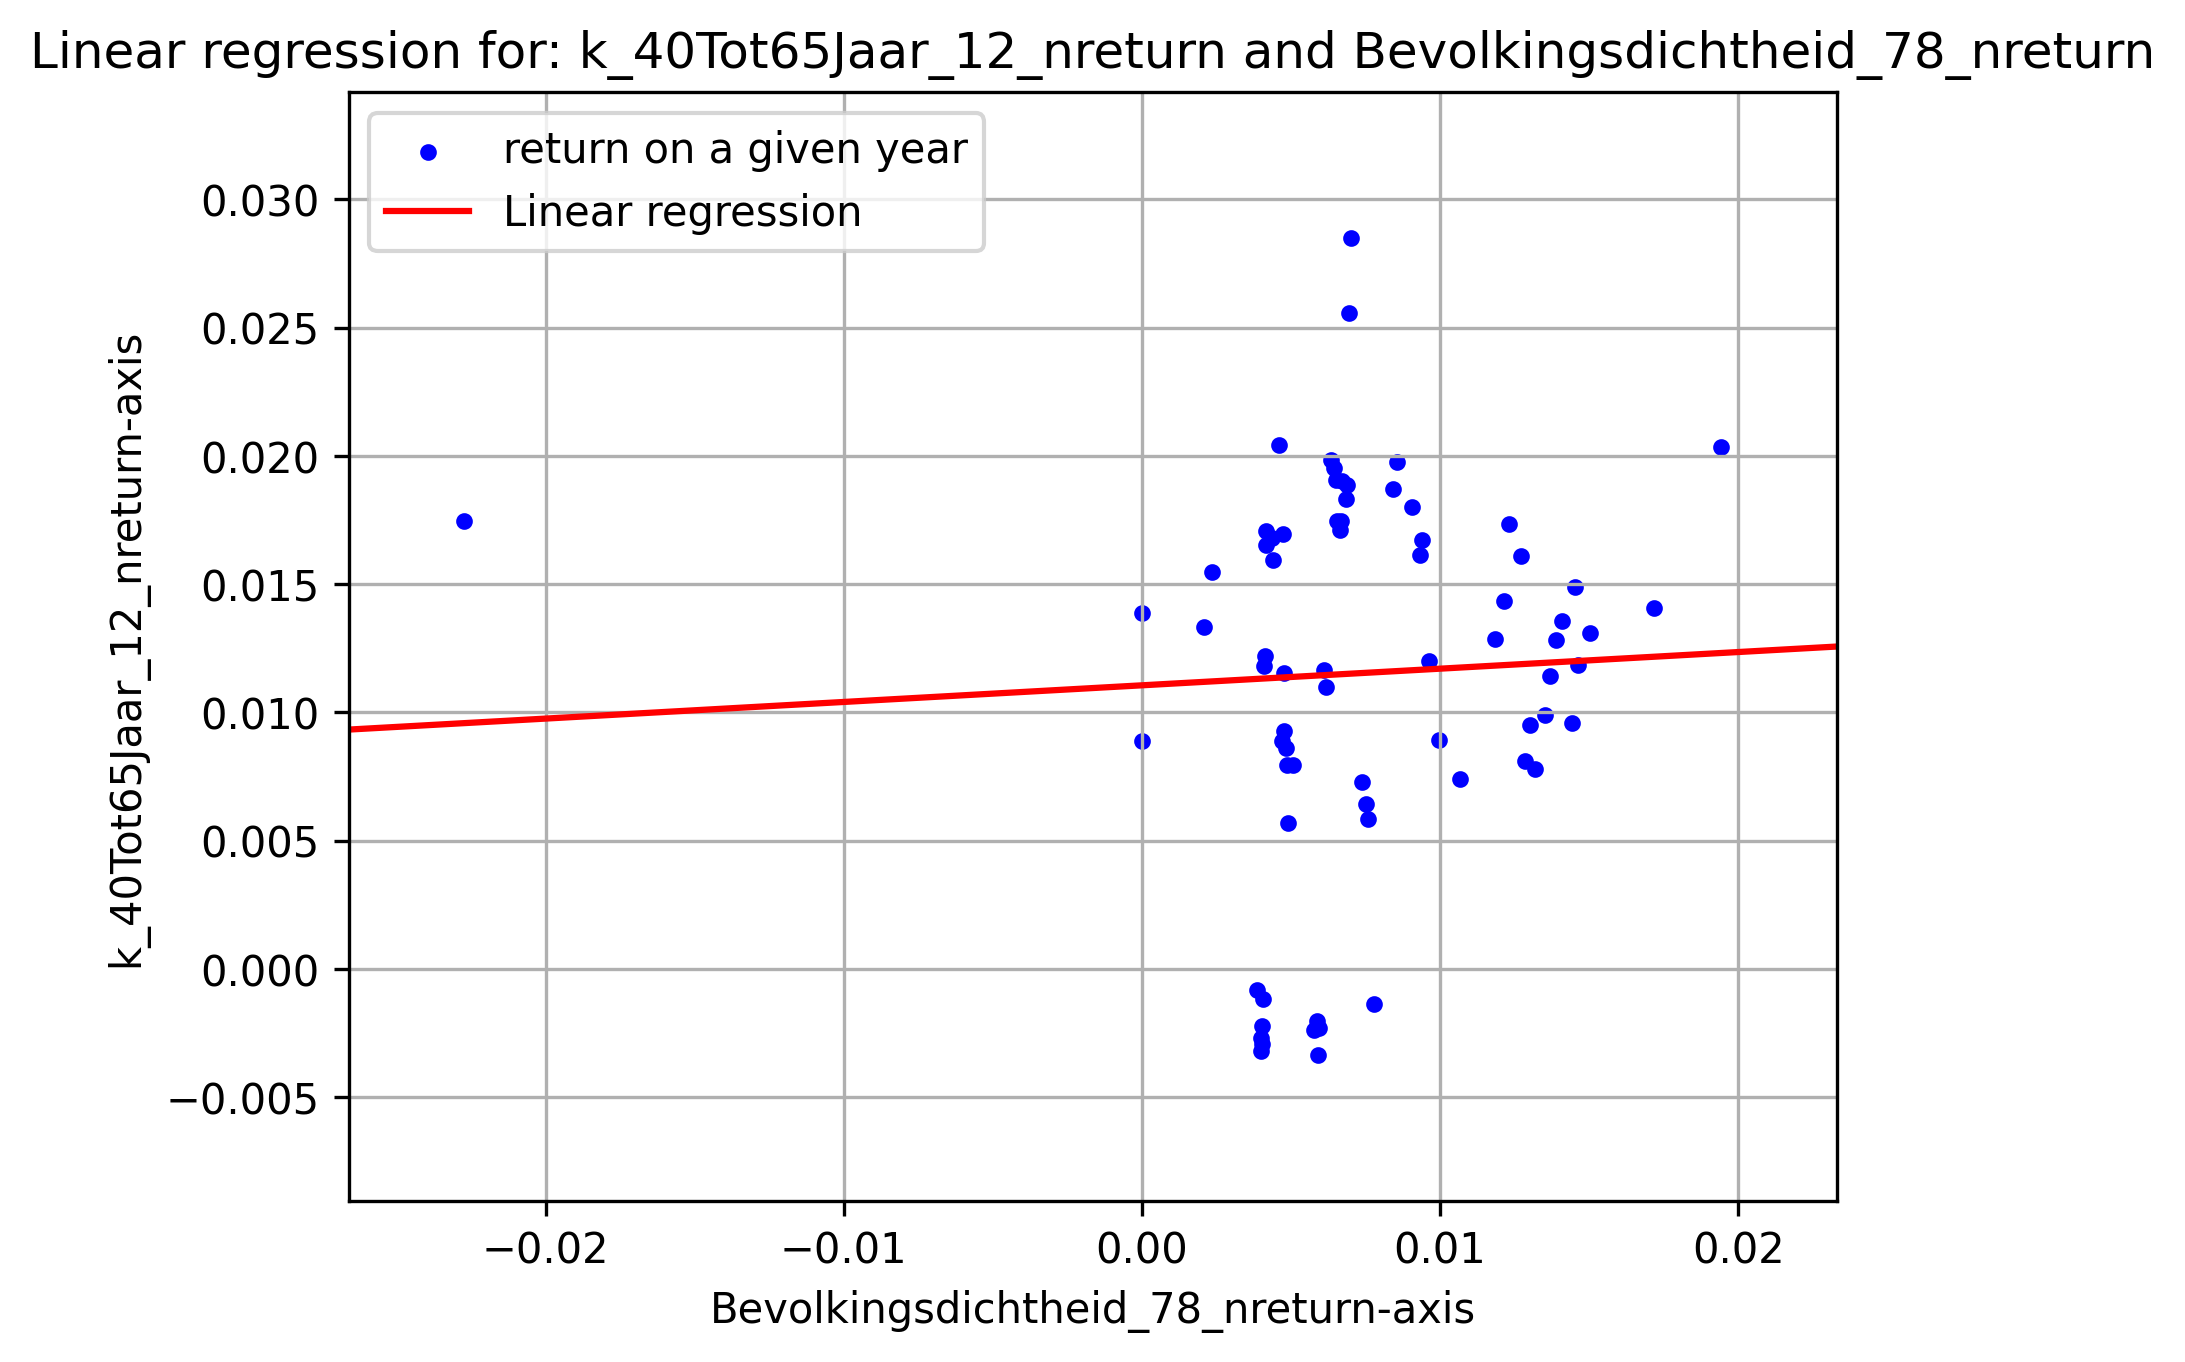 Linear regression for: k_40Tot65Jaar_12_nreturn and Bevolkingsdichtheid_78_nreturn
return on a given year
Linear regression
k_40Tot65Jaar_12_nreturn-axis
0.030
0.025
0.020
0.015
0.010
0.005
0.000
−0.005
−0.02
−0.01
0.00
0.01
0.02
Bevolkingsdichtheid_78_nreturn-axis